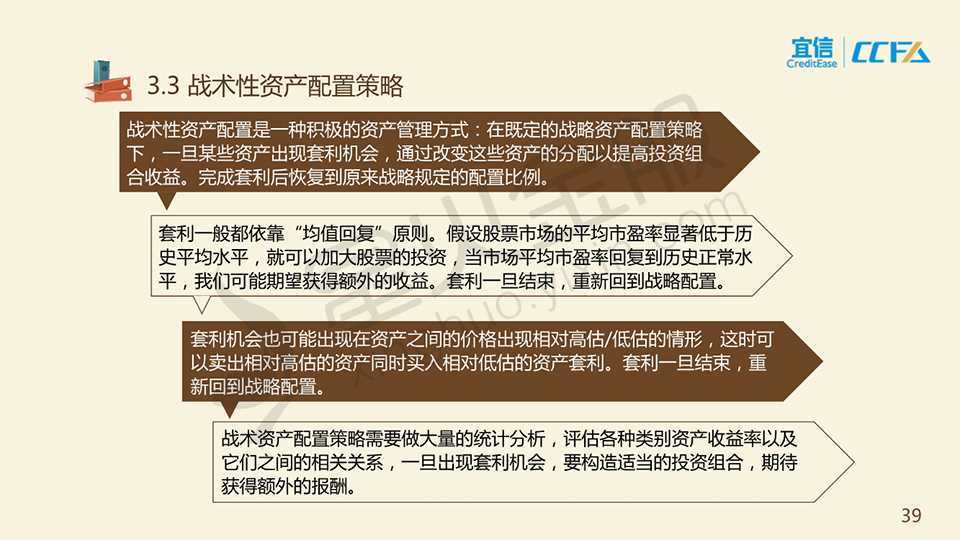 宜信
CreditEase
CCFA
3.3 战术性资产配置策略
战术性资产配置是一种积极的资产管理方式：在既定的战略资产配置策略
下，一旦某些资产出现套利机会，通过改变这些资产的分配以提高投资组
合收益。完成套利后恢复到原来战略规定的配置比例。
套利一般都依靠“均值回复”原则。假设股票市场的平均市盈率显著低于历
史平均水平，就可以加大股票的投资，当市场平均市盈率回复到历史正常水
平，我们可能期望获得额外的收益。套利一旦结束，重新回到战略配置。
套利机会也可能出现在资产之间的价格出现相对高估/低估的情形，这时可
以卖出相对高估的资产同时买入相对低估的资产套利。套利一旦结束，重
新回到战略配置。
战术资产配置策略需要做大量的统计分析，评估各种类别资产收益率以及
它们之间的相关关系，一旦出现套利机会，要构造适当的投资组合，期待
获得额外的报酬。
39